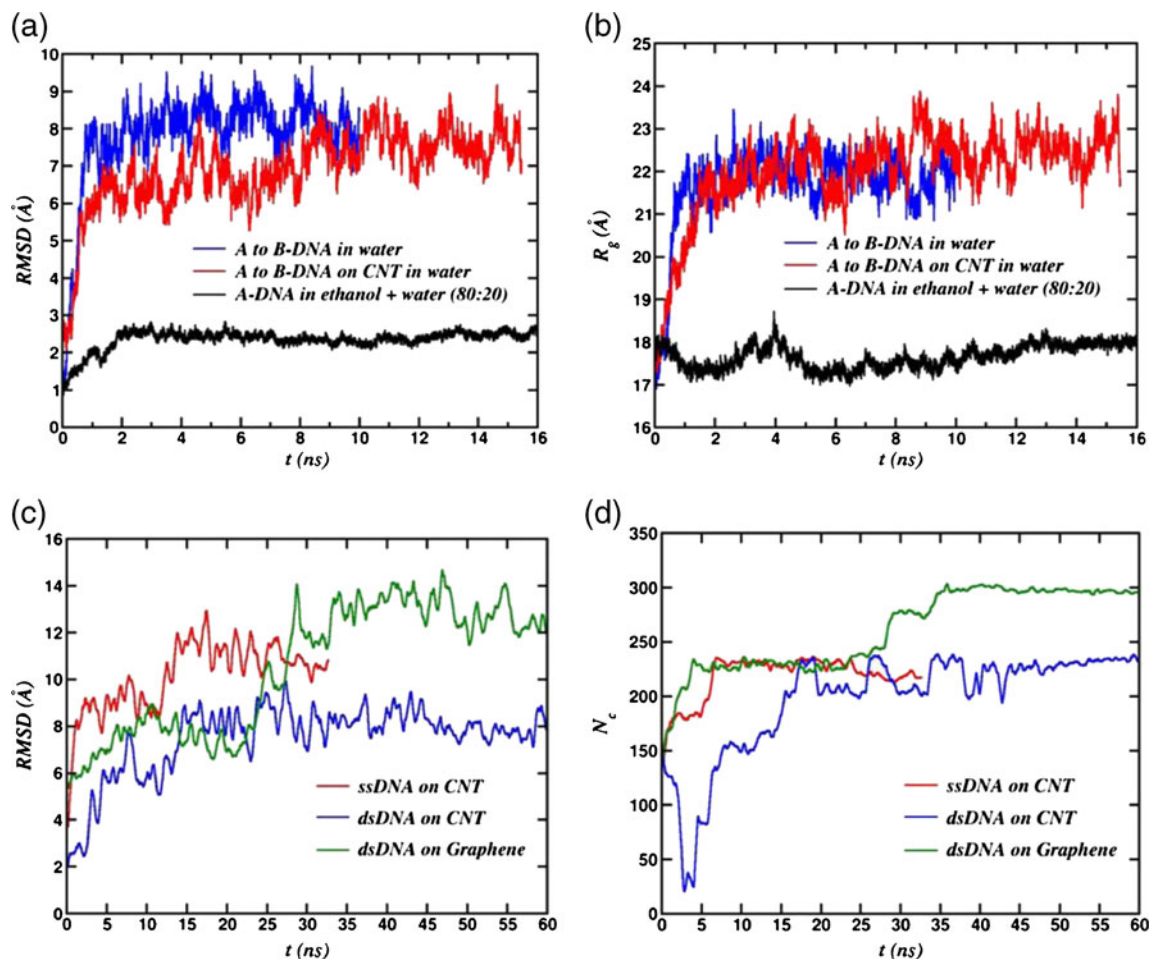 (a)
10
9
8
7
6
5
4
3
2
1
0
RMSD (Å)
A to B-DNA in water
A to B-DNA on CNT in water
A-DNA in ethanol + water (80:20)
0 2 4 6 8 10 12 14 16
t (ns)
(b)
25
24
23
22
21
20
19
18
17
16
R_g (Å)
A to B-DNA in water
A to B-DNA on CNT in water
A-DNA in ethanol + water (80:20)
0 2 4 6 8 10 12 14 16
t (ns)
(c)
16
14
12
10
8
6
4
2
0
RMSD (Å)
ssDNA on CNT
dsDNA on CNT
dsDNA on Graphene
0 5 10 15 20 25 30 35 40 45 50 55 60
t (ns)
(d)
350
300
250
200
150
100
50
0
N_c
ssDNA on CNT
dsDNA on CNT
dsDNA on Graphene
0 5 10 15 20 25 30 35 40 45 50 55 60
t (ns)